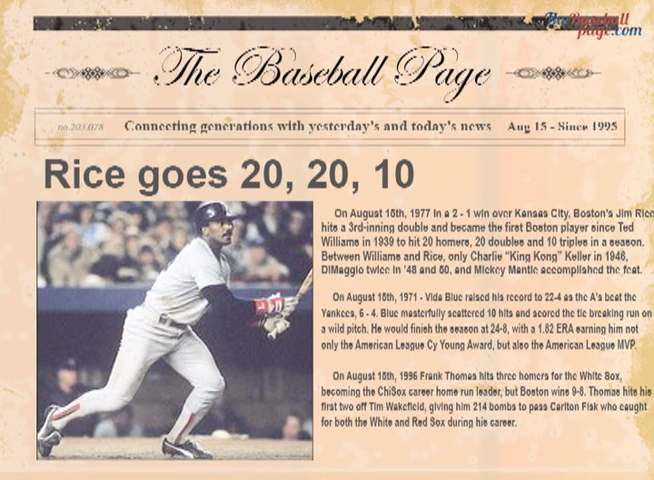 The Baseball
page.com
The Baseball Page
no.203,078 Connecting generations with yesterday's and today's news Aug 15 - Since 1995
Rice goes 20, 20, 10
On August 15th, 1977 in a 2 - 1 win over Kansas City, Boston's Jim Rice
hits a 3rd-inning double and became the first Boston player since Ted
Williams in 1939 to hit 20 homers, 20 doubles and 10 triples in a season.
Between Williams and Rice, only Charlie "King Kong" Keller in 1946,
DiMaggio twice in '48 and 50, and Mickey Mantle accomplished the feat.
On August 15th, 1971 - Vida Blue raised his record to 22-4 as the A's beat the
Yankees, 6 - 4. Blue masterfully scattered 10 hits and scored the tie breaking run on
a wild pitch. He would finish the season at 24-8, with a 1.82 ERA earning him not
only the American League Cy Young Award, but also the American League MVP.
On August 15th, 1996 Frank Thomas hits three homers for the White Sox,
becoming the ChiSox career home run leader, but Boston wins 9-8. Thomas hits his
first two off Tim Wakefield, giving him 214 bombs to pass Carlton Fisk who caught
for both the White and Red Sox during his career.